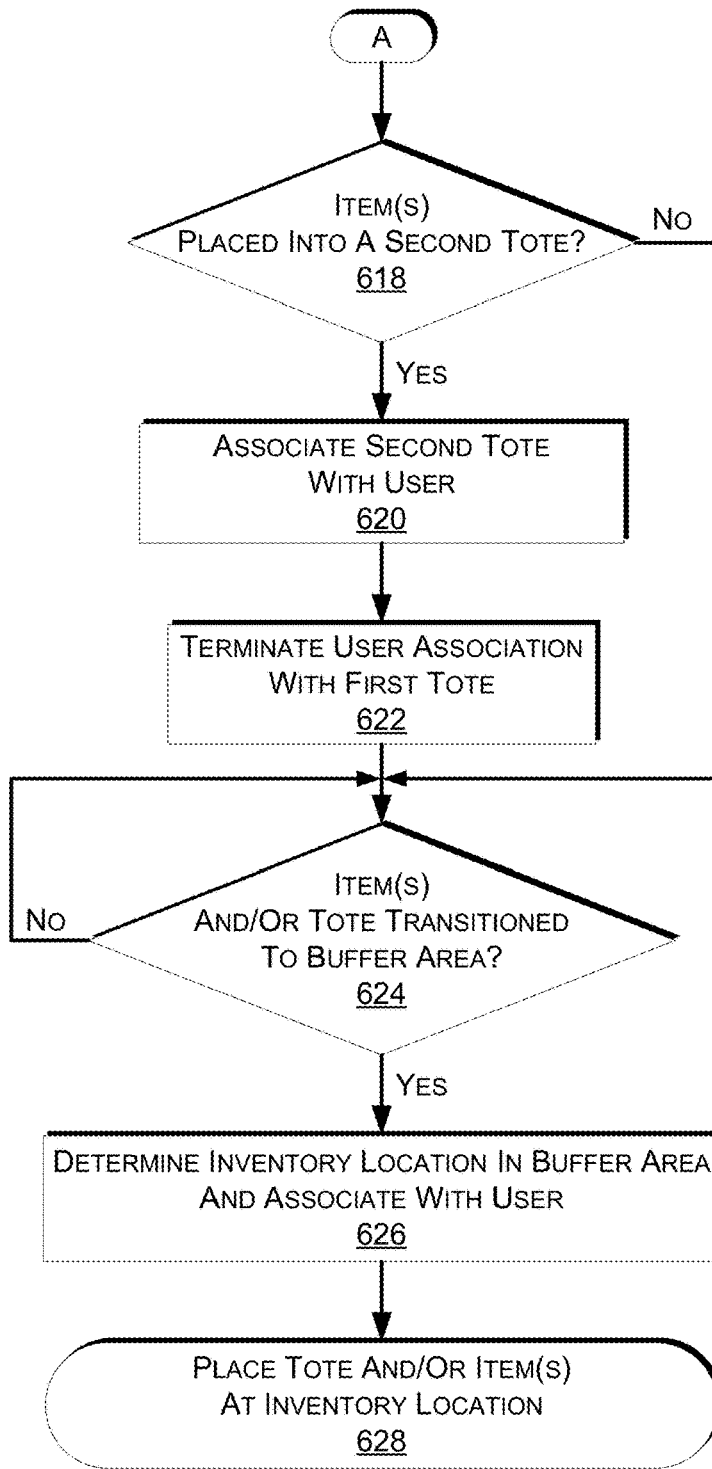 A
ITEM(S)
PLACED INTO A SECOND TOTE?
618
NO
YES
ASSOCIATE SECOND TOTE
WITH USER
620
TERMINATE USER ASSOCIATION
WITH FIRST TOTE
622
ITEM(S)
AND/OR TOTE TRANSITIONED
TO BUFFER AREA?
624
NO
YES
DETERMINE INVENTORY LOCATION IN BUFFER AREA
AND ASSOCIATE WITH USER
626
PLACE TOTE AND/OR ITEM(S)
AT INVENTORY LOCATION
628